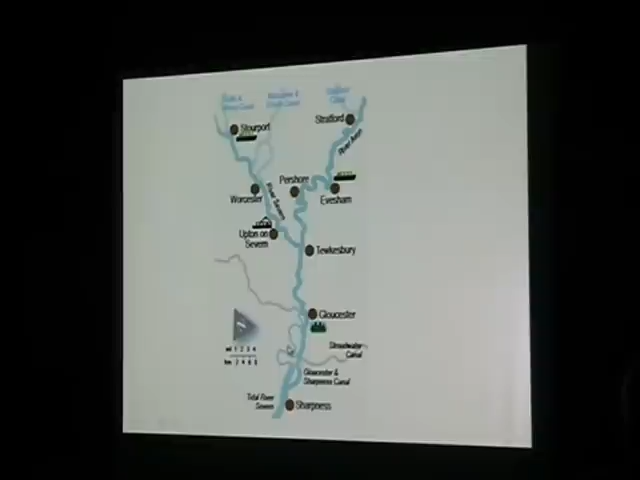 Stratford
Stourport
River Avon
Pershore
Worcester
River Severn
Evesham
Upton on
Severn
Tewkesbury
Gloucester
Stroudwater
Canal
Gloucester &
Sharpness Canal
Tidal River
Severn
Sharpness